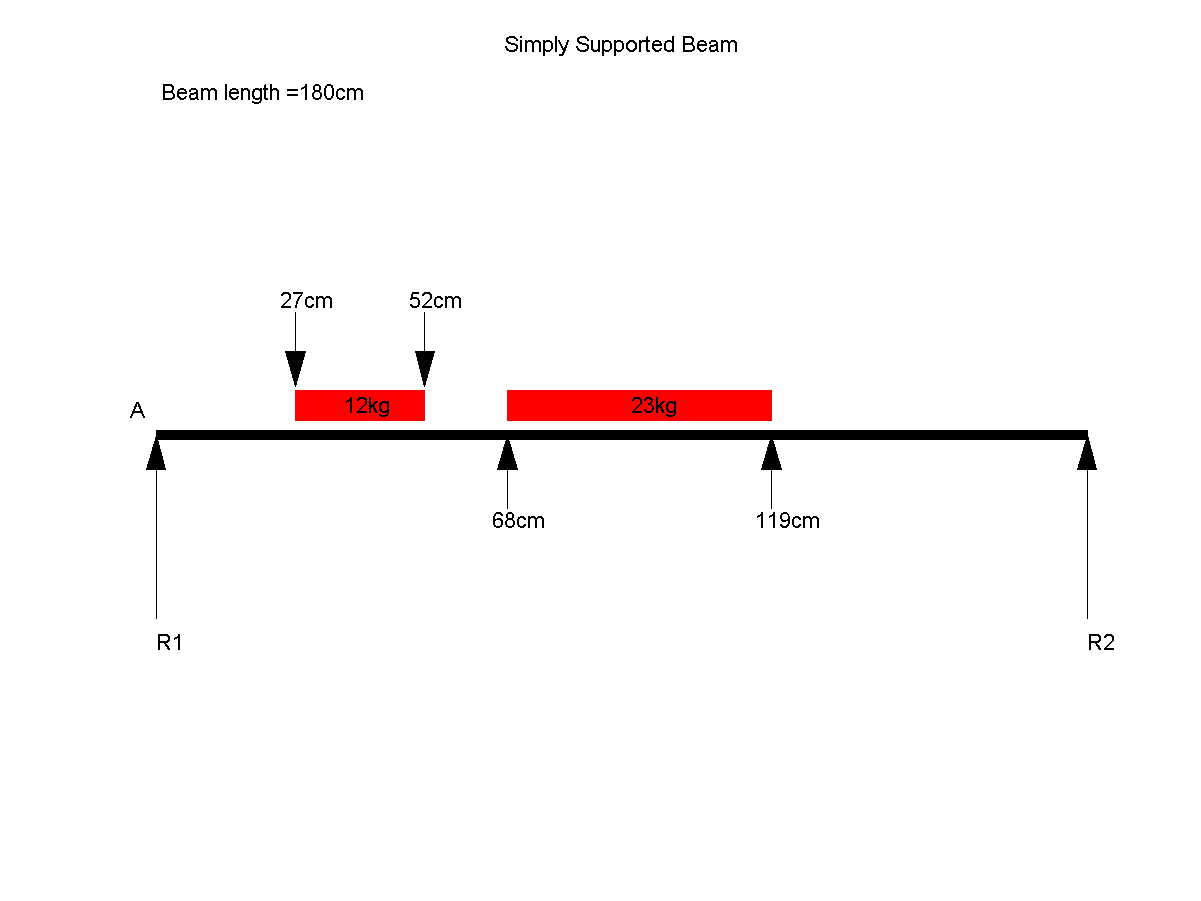 Simply Supported Beam
Beam length =180cm
27cm
52cm
12kg
23kg
A
68cm
119cm
R1
R2